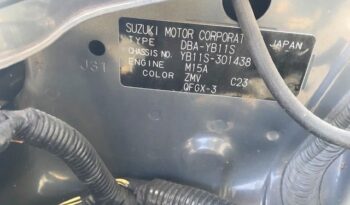 SUZUKI MOTOR CORPORAT
TYPE DBA-YB11S JAPAN
CHASSIS NO. YB11S-301438
ENGINE M15A
COLOR ZMV C23
QFGX-3
JS1